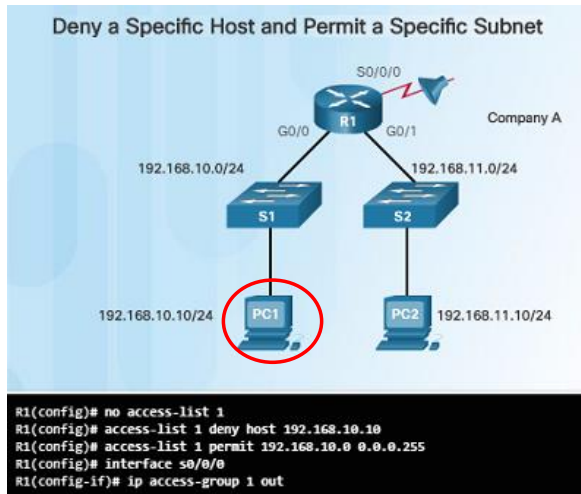 Deny a Specific Host and Permit a Specific Subnet
S0/0/0
R1
Company A
G0/0
G0/1
192.168.10.0/24
192.168.11.0/24
S1
S2
192.168.10.10/24
PC1
PC2
192.168.11.10/24
R1(config)# no access-list 1
R1(config)# access-list 1 deny host 192.168.10.10
R1(config)# access-list 1 permit 192.168.10.0 0.0.0.255
R1(config)# interface s0/0/0
R1(config-if)# ip access-group 1 out